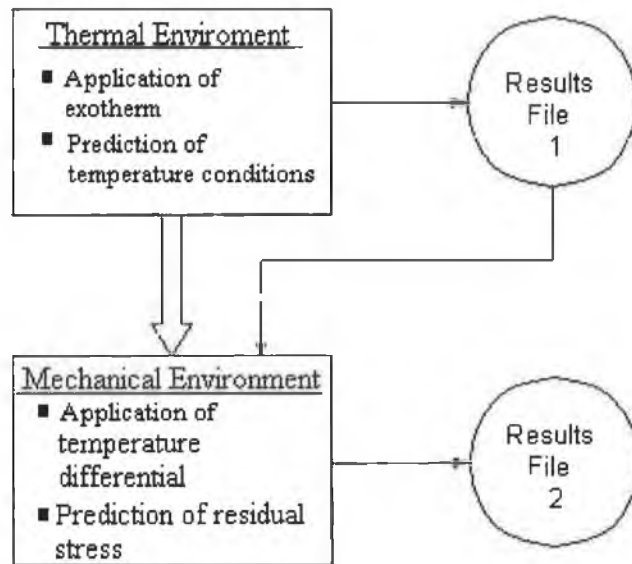 Thermal Enviroment
▪ Application of
exotherm
▪ Prediction of
temperature conditions
Results
File
1
Mechanical Environment
▪ Application of
temperature
differential
▪ Prediction of residual
stress
Results
File
2